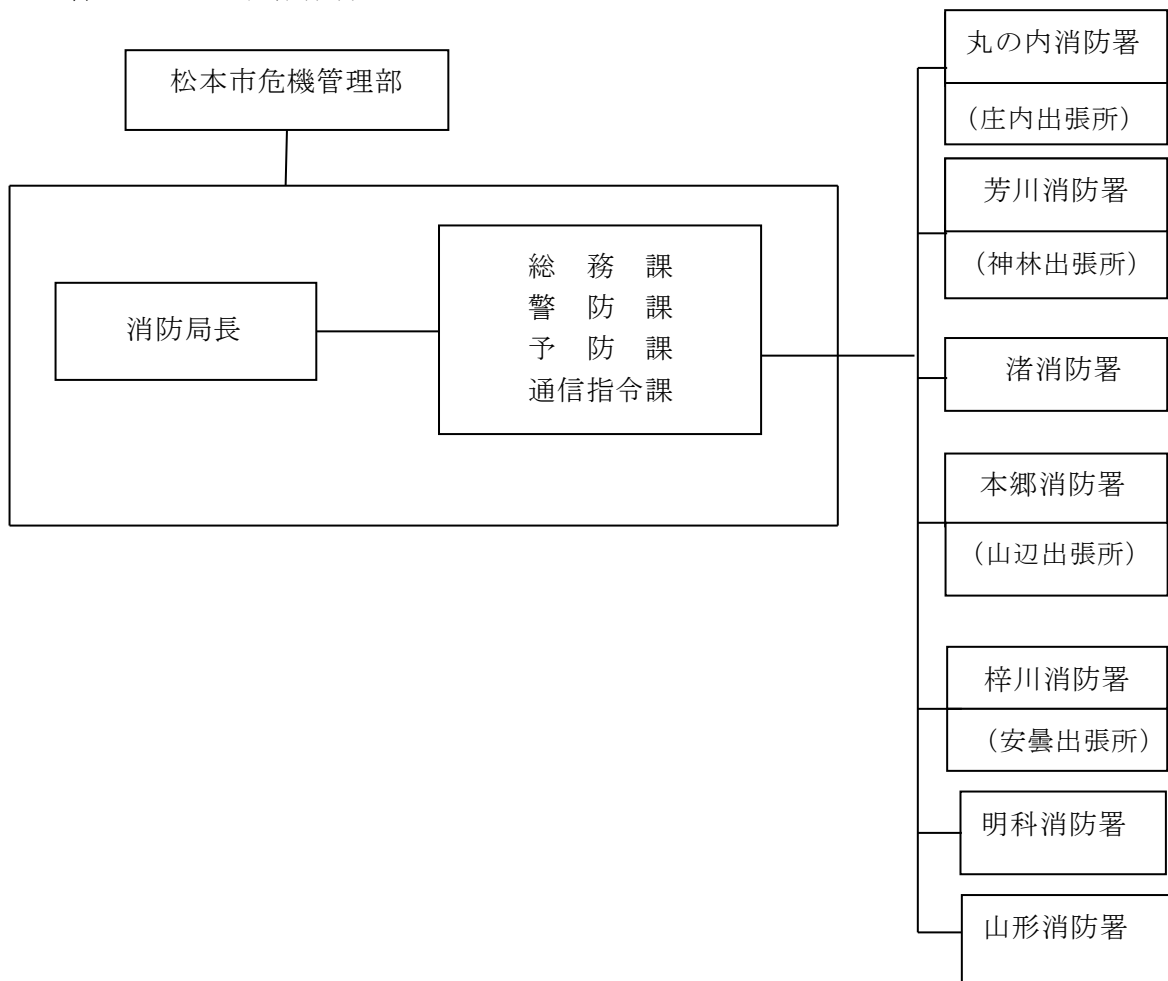 松本市危機管理部
消防局長
総　務　課
警　防　課
予　防　課
通信指令課
丸の内消防署
（庄内出張所）
芳川消防署
（神林出張所）
渚消防署
本郷消防署
（山辺出張所）
梓川消防署
（安曇出張所）
明科消防署
山形消防署